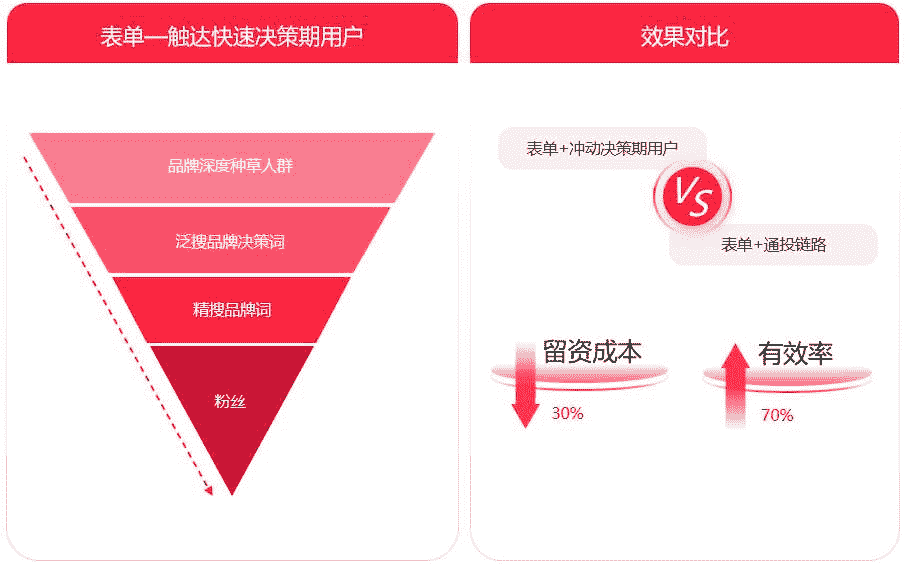 表单—触达快速决策期用户
品牌深度种草人群
泛搜品牌决策词
精搜品牌词
粉丝
效果对比
表单+冲动决策期用户
VS
表单+通投链路
留资成本
30%
有效率
70%